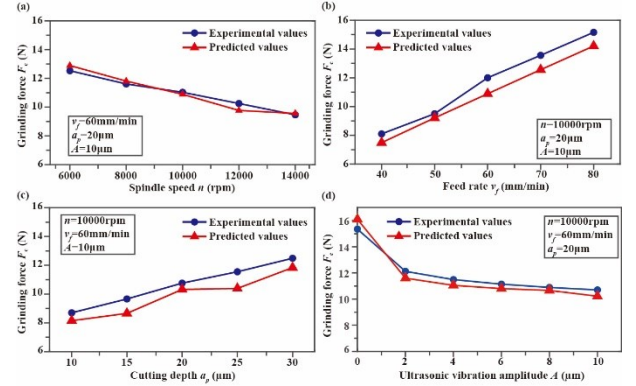 (a)
Grinding force Fc (N)
16
14
12
10
8
6
Experimental values
Predicted values
vf=60mm/min
ap=20μm
A=10μm
6000 8000 10000 12000 14000
Spindle speed n (rpm)
(b)
Grinding force Fc (N)
16
14
12
10
8
6
Experimental values
Predicted values
n=10000rpm
ap=20μm
A=10μm
40 50 60 70 80
Feed rate vf (mm/min)
(c)
Grinding force Fc (N)
16
14
12
10
8
6
n=10000rpm
vf=60mm/min
A=10μm
Experimental values
Predicted values
10 15 20 25 30
Cutting depth ap (μm)
(d)
Grinding force Fc (N)
16
14
12
10
8
6
Experimental values
Predicted values
n=10000rpm
vf=60mm/min
ap=20μm
0 2 4 6 8 10
Ultrasonic vibration amplitude A (μm)